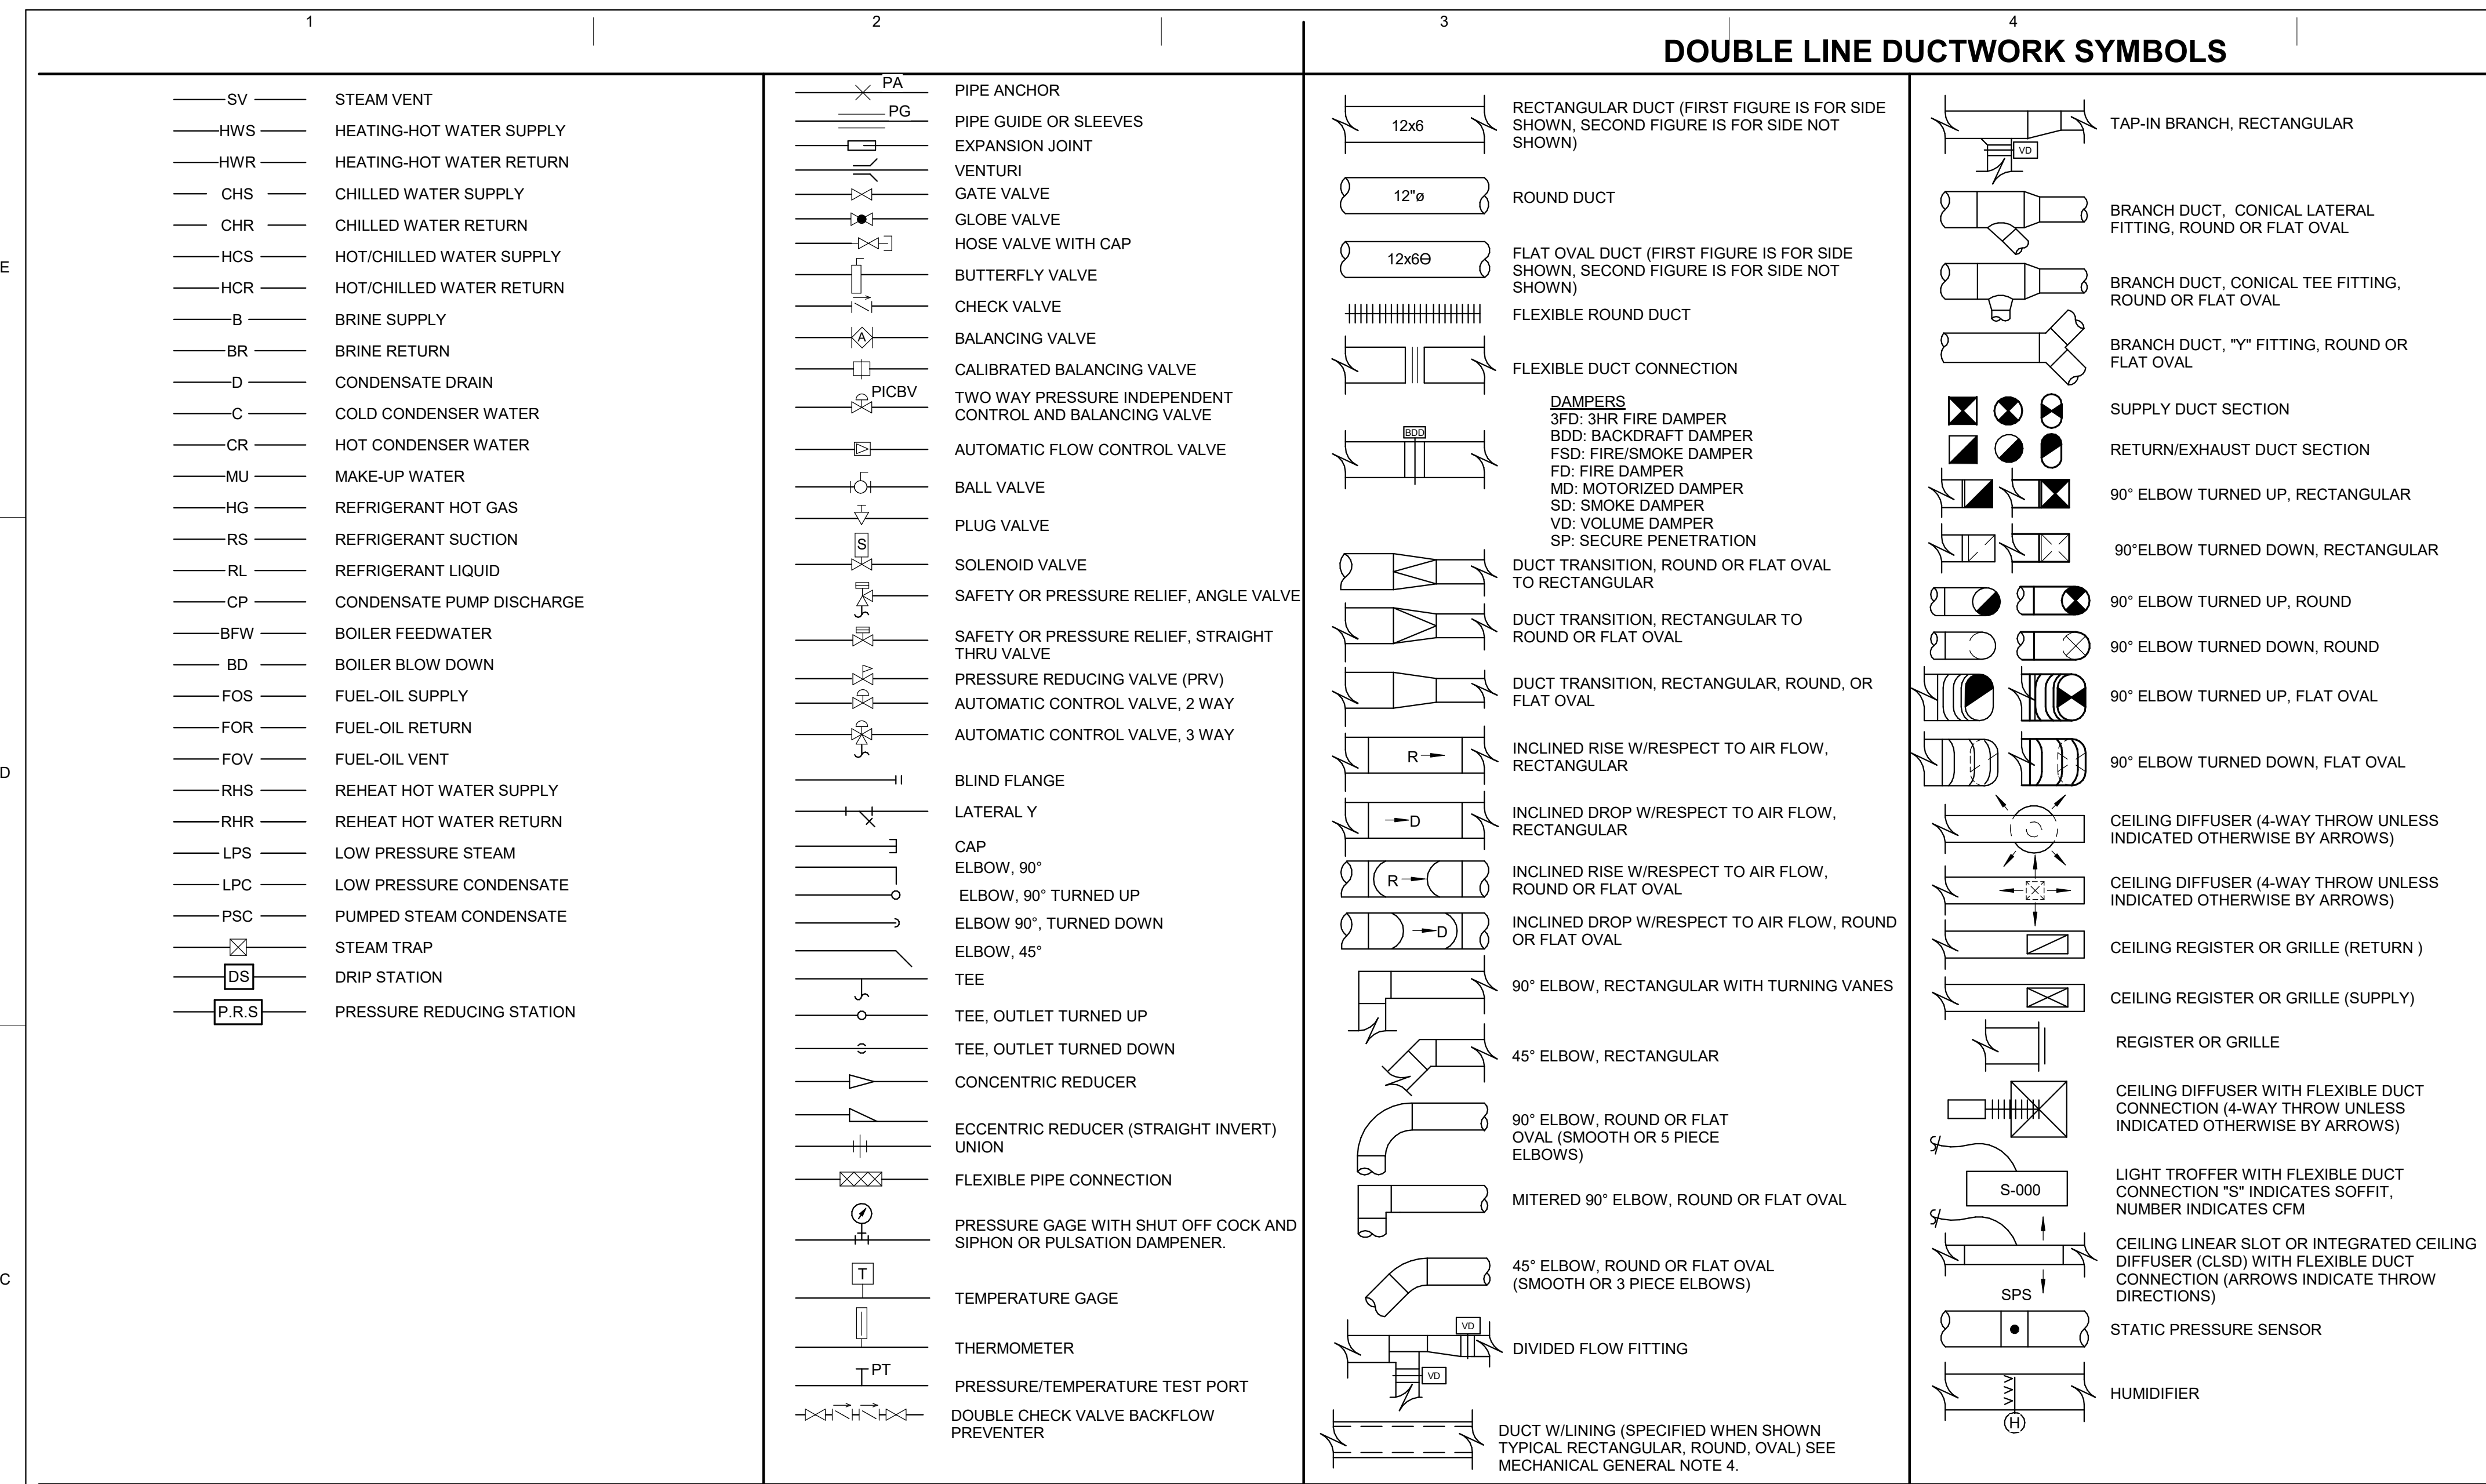 1
2
3
4
DOUBLE LINE DUCTWORK SYMBOLS
E
D
C
SV STEAM VENT
HWS HEATING-HOT WATER SUPPLY
HWR HEATING-HOT WATER RETURN
CHS CHILLED WATER SUPPLY
CHR CHILLED WATER RETURN
HCS HOT/CHILLED WATER SUPPLY
HCR HOT/CHILLED WATER RETURN
B BRINE SUPPLY
BR BRINE RETURN
D CONDENSATE DRAIN
C COLD CONDENSER WATER
CR HOT CONDENSER WATER
MU MAKE-UP WATER
HG REFRIGERANT HOT GAS
RS REFRIGERANT SUCTION
RL REFRIGERANT LIQUID
CP CONDENSATE PUMP DISCHARGE
BFW BOILER FEEDWATER
BD BOILER BLOW DOWN
FOS FUEL-OIL SUPPLY
FOR FUEL-OIL RETURN
FOV FUEL-OIL VENT
RHS REHEAT HOT WATER SUPPLY
RHR REHEAT HOT WATER RETURN
LPS LOW PRESSURE STEAM
LPC LOW PRESSURE CONDENSATE
PSC PUMPED STEAM CONDENSATE
STEAM TRAP
DS DRIP STATION
P.R.S PRESSURE REDUCING STATION
PA PIPE ANCHOR
PG PIPE GUIDE OR SLEEVES
EXPANSION JOINT
VENTURI
GATE VALVE
GLOBE VALVE
HOSE VALVE WITH CAP
BUTTERFLY VALVE
CHECK VALVE
A BALANCING VALVE
CALIBRATED BALANCING VALVE
PICBV TWO WAY PRESSURE INDEPENDENT
CONTROL AND BALANCING VALVE
AUTOMATIC FLOW CONTROL VALVE
BALL VALVE
PLUG VALVE
S SOLENOID VALVE
SAFETY OR PRESSURE RELIEF, ANGLE VALVE
SAFETY OR PRESSURE RELIEF, STRAIGHT
THRU VALVE
PRESSURE REDUCING VALVE (PRV)
AUTOMATIC CONTROL VALVE, 2 WAY
AUTOMATIC CONTROL VALVE, 3 WAY
BLIND FLANGE
LATERAL Y
CAP
ELBOW, 90°
ELBOW, 90° TURNED UP
ELBOW 90°, TURNED DOWN
ELBOW, 45°
TEE
TEE, OUTLET TURNED UP
TEE, OUTLET TURNED DOWN
CONCENTRIC REDUCER
ECCENTRIC REDUCER (STRAIGHT INVERT)
UNION
FLEXIBLE PIPE CONNECTION
PRESSURE GAGE WITH SHUT OFF COCK AND
SIPHON OR PULSATION DAMPENER.
T TEMPERATURE GAGE
THERMOMETER
PT PRESSURE/TEMPERATURE TEST PORT
DOUBLE CHECK VALVE BACKFLOW
PREVENTER
RECTANGULAR DUCT (FIRST FIGURE IS FOR SIDE
12x6 SHOWN, SECOND FIGURE IS FOR SIDE NOT
SHOWN)
12"ø ROUND DUCT
FLAT OVAL DUCT (FIRST FIGURE IS FOR SIDE
12x6Ɵ SHOWN, SECOND FIGURE IS FOR SIDE NOT
SHOWN)
FLEXIBLE ROUND DUCT
FLEXIBLE DUCT CONNECTION
DAMPERS
3FD: 3HR FIRE DAMPER
BDD BDD: BACKDRAFT DAMPER
FSD: FIRE/SMOKE DAMPER
FD: FIRE DAMPER
MD: MOTORIZED DAMPER
SD: SMOKE DAMPER
VD: VOLUME DAMPER
SP: SECURE PENETRATION
DUCT TRANSITION, ROUND OR FLAT OVAL
TO RECTANGULAR
DUCT TRANSITION, RECTANGULAR TO
ROUND OR FLAT OVAL
DUCT TRANSITION, RECTANGULAR, ROUND, OR
FLAT OVAL
R INCLINED RISE W/RESPECT TO AIR FLOW,
RECTANGULAR
D INCLINED DROP W/RESPECT TO AIR FLOW,
RECTANGULAR
R INCLINED RISE W/RESPECT TO AIR FLOW,
ROUND OR FLAT OVAL
D INCLINED DROP W/RESPECT TO AIR FLOW, ROUND
OR FLAT OVAL
90° ELBOW, RECTANGULAR WITH TURNING VANES
45° ELBOW, RECTANGULAR
90° ELBOW, ROUND OR FLAT
OVAL (SMOOTH OR 5 PIECE
ELBOWS)
MITERED 90° ELBOW, ROUND OR FLAT OVAL
45° ELBOW, ROUND OR FLAT OVAL
(SMOOTH OR 3 PIECE ELBOWS)
VD
DIVIDED FLOW FITTING
VD
DUCT W/LINING (SPECIFIED WHEN SHOWN
TYPICAL RECTANGULAR, ROUND, OVAL) SEE
MECHANICAL GENERAL NOTE 4.
TAP-IN BRANCH, RECTANGULAR
VD
BRANCH DUCT, CONICAL LATERAL
FITTING, ROUND OR FLAT OVAL
BRANCH DUCT, CONICAL TEE FITTING,
ROUND OR FLAT OVAL
BRANCH DUCT, "Y" FITTING, ROUND OR
FLAT OVAL
SUPPLY DUCT SECTION
RETURN/EXHAUST DUCT SECTION
90° ELBOW TURNED UP, RECTANGULAR
90°ELBOW TURNED DOWN, RECTANGULAR
90° ELBOW TURNED UP, ROUND
90° ELBOW TURNED DOWN, ROUND
90° ELBOW TURNED UP, FLAT OVAL
90° ELBOW TURNED DOWN, FLAT OVAL
CEILING DIFFUSER (4-WAY THROW UNLESS
INDICATED OTHERWISE BY ARROWS)
CEILING DIFFUSER (4-WAY THROW UNLESS
INDICATED OTHERWISE BY ARROWS)
CEILING REGISTER OR GRILLE (RETURN )
CEILING REGISTER OR GRILLE (SUPPLY)
REGISTER OR GRILLE
CEILING DIFFUSER WITH FLEXIBLE DUCT
CONNECTION (4-WAY THROW UNLESS
INDICATED OTHERWISE BY ARROWS)
LIGHT TROFFER WITH FLEXIBLE DUCT
S-000 CONNECTION "S" INDICATES SOFFIT,
NUMBER INDICATES CFM
CEILING LINEAR SLOT OR INTEGRATED CEILING
DIFFUSER (CLSD) WITH FLEXIBLE DUCT
CONNECTION (ARROWS INDICATE THROW
DIRECTIONS)
SPS
STATIC PRESSURE SENSOR
HUMIDIFIER
H